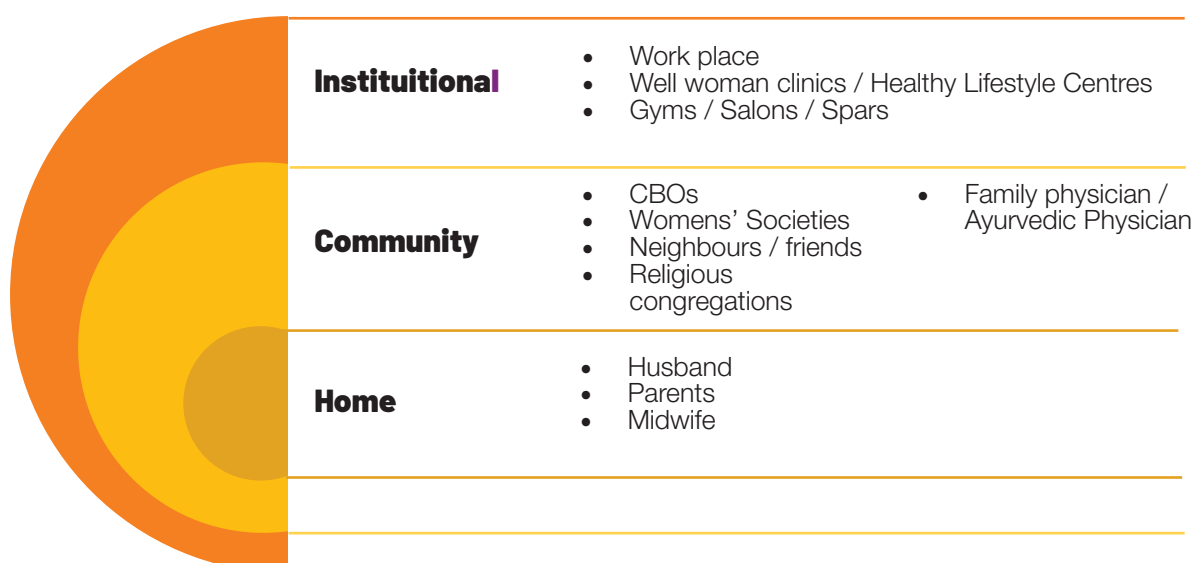 Instituitional
• Work place
• Well woman clinics / Healthy Lifestyle Centres
• Gyms / Salons / Spars
Community
• CBOs
• Womens’ Societies
• Neighbours / friends
• Religious
congregations
• Family physician /
Ayurvedic Physician
Home
• Husband
• Parents
• Midwife